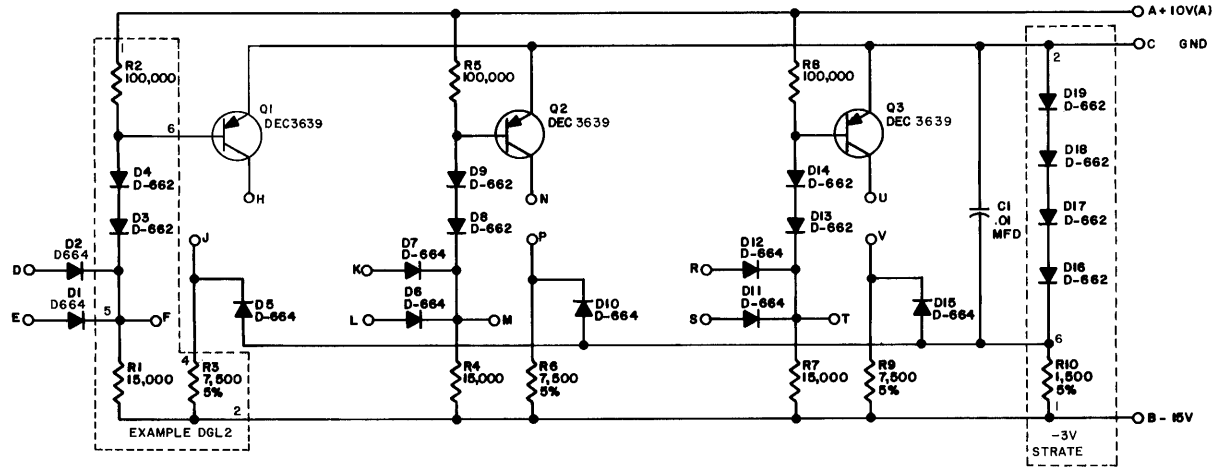 A+10V(A)
C GND
R2
100,000
R5
100,000
R8
100,000
2
Q1
DEC3639
Q2
DEC 3639
Q3
DEC 3639
D19
D-662
6
D18
D-662
D4
D-662
D9
D-662
D14
D-662
H
N
U
C1
.01
MFD
D17
D-662
D3
D-662
D8
D-662
D13
D-662
J
P
V
D2
D664
D7
D-664
D12
D-664
D
K
R
D16
D-662
D1
D664
D6
D-664
D11
D-664
E
5
F
D5
D-664
L
M
D10
D-664
S
T
D15
D-664
6
R1
15,000
4
R3
7,500
5%
R4
15,000
R6
7,500
5%
R7
15,000
R9
7,500
5%
R10
1,500
5%
2
1
B-15V
EXAMPLE DGL2
-3V
STRATE